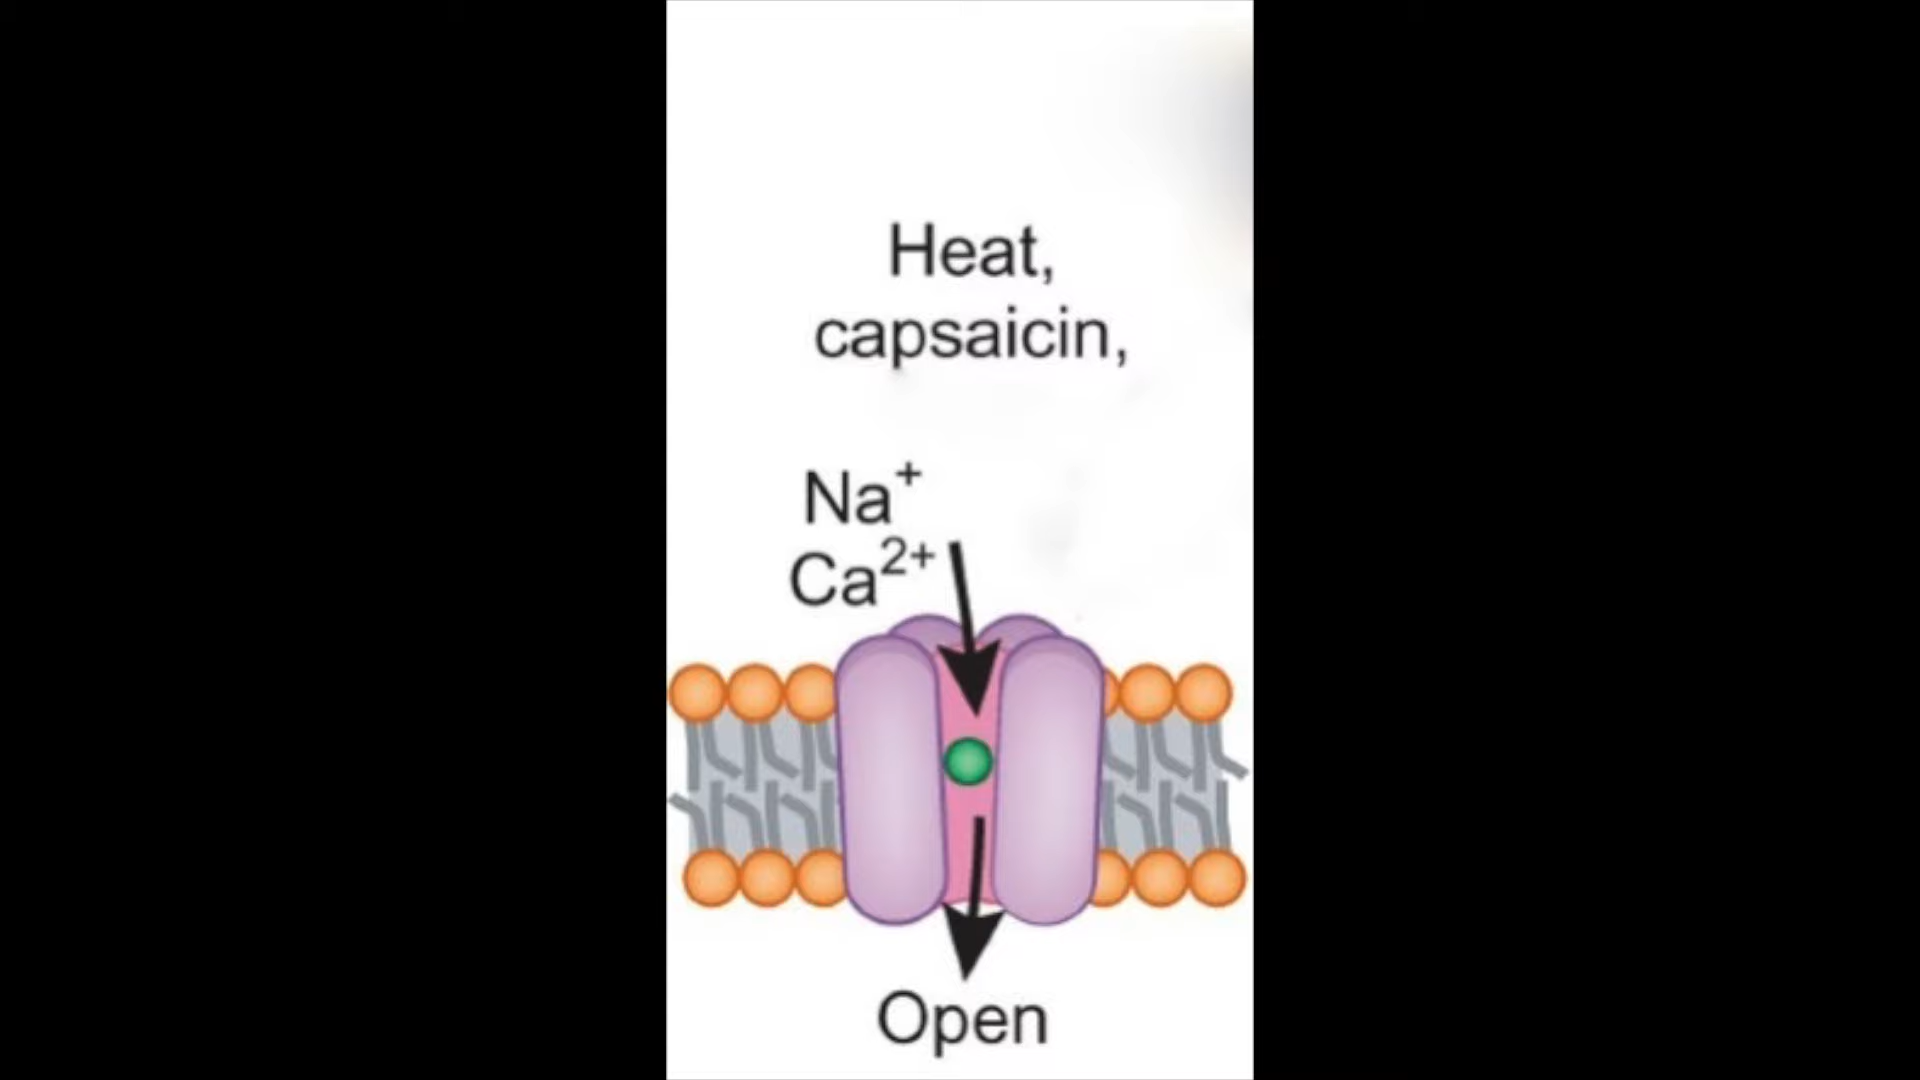 Heat,
capsaicin,
Na⁺
Ca²⁺
Open